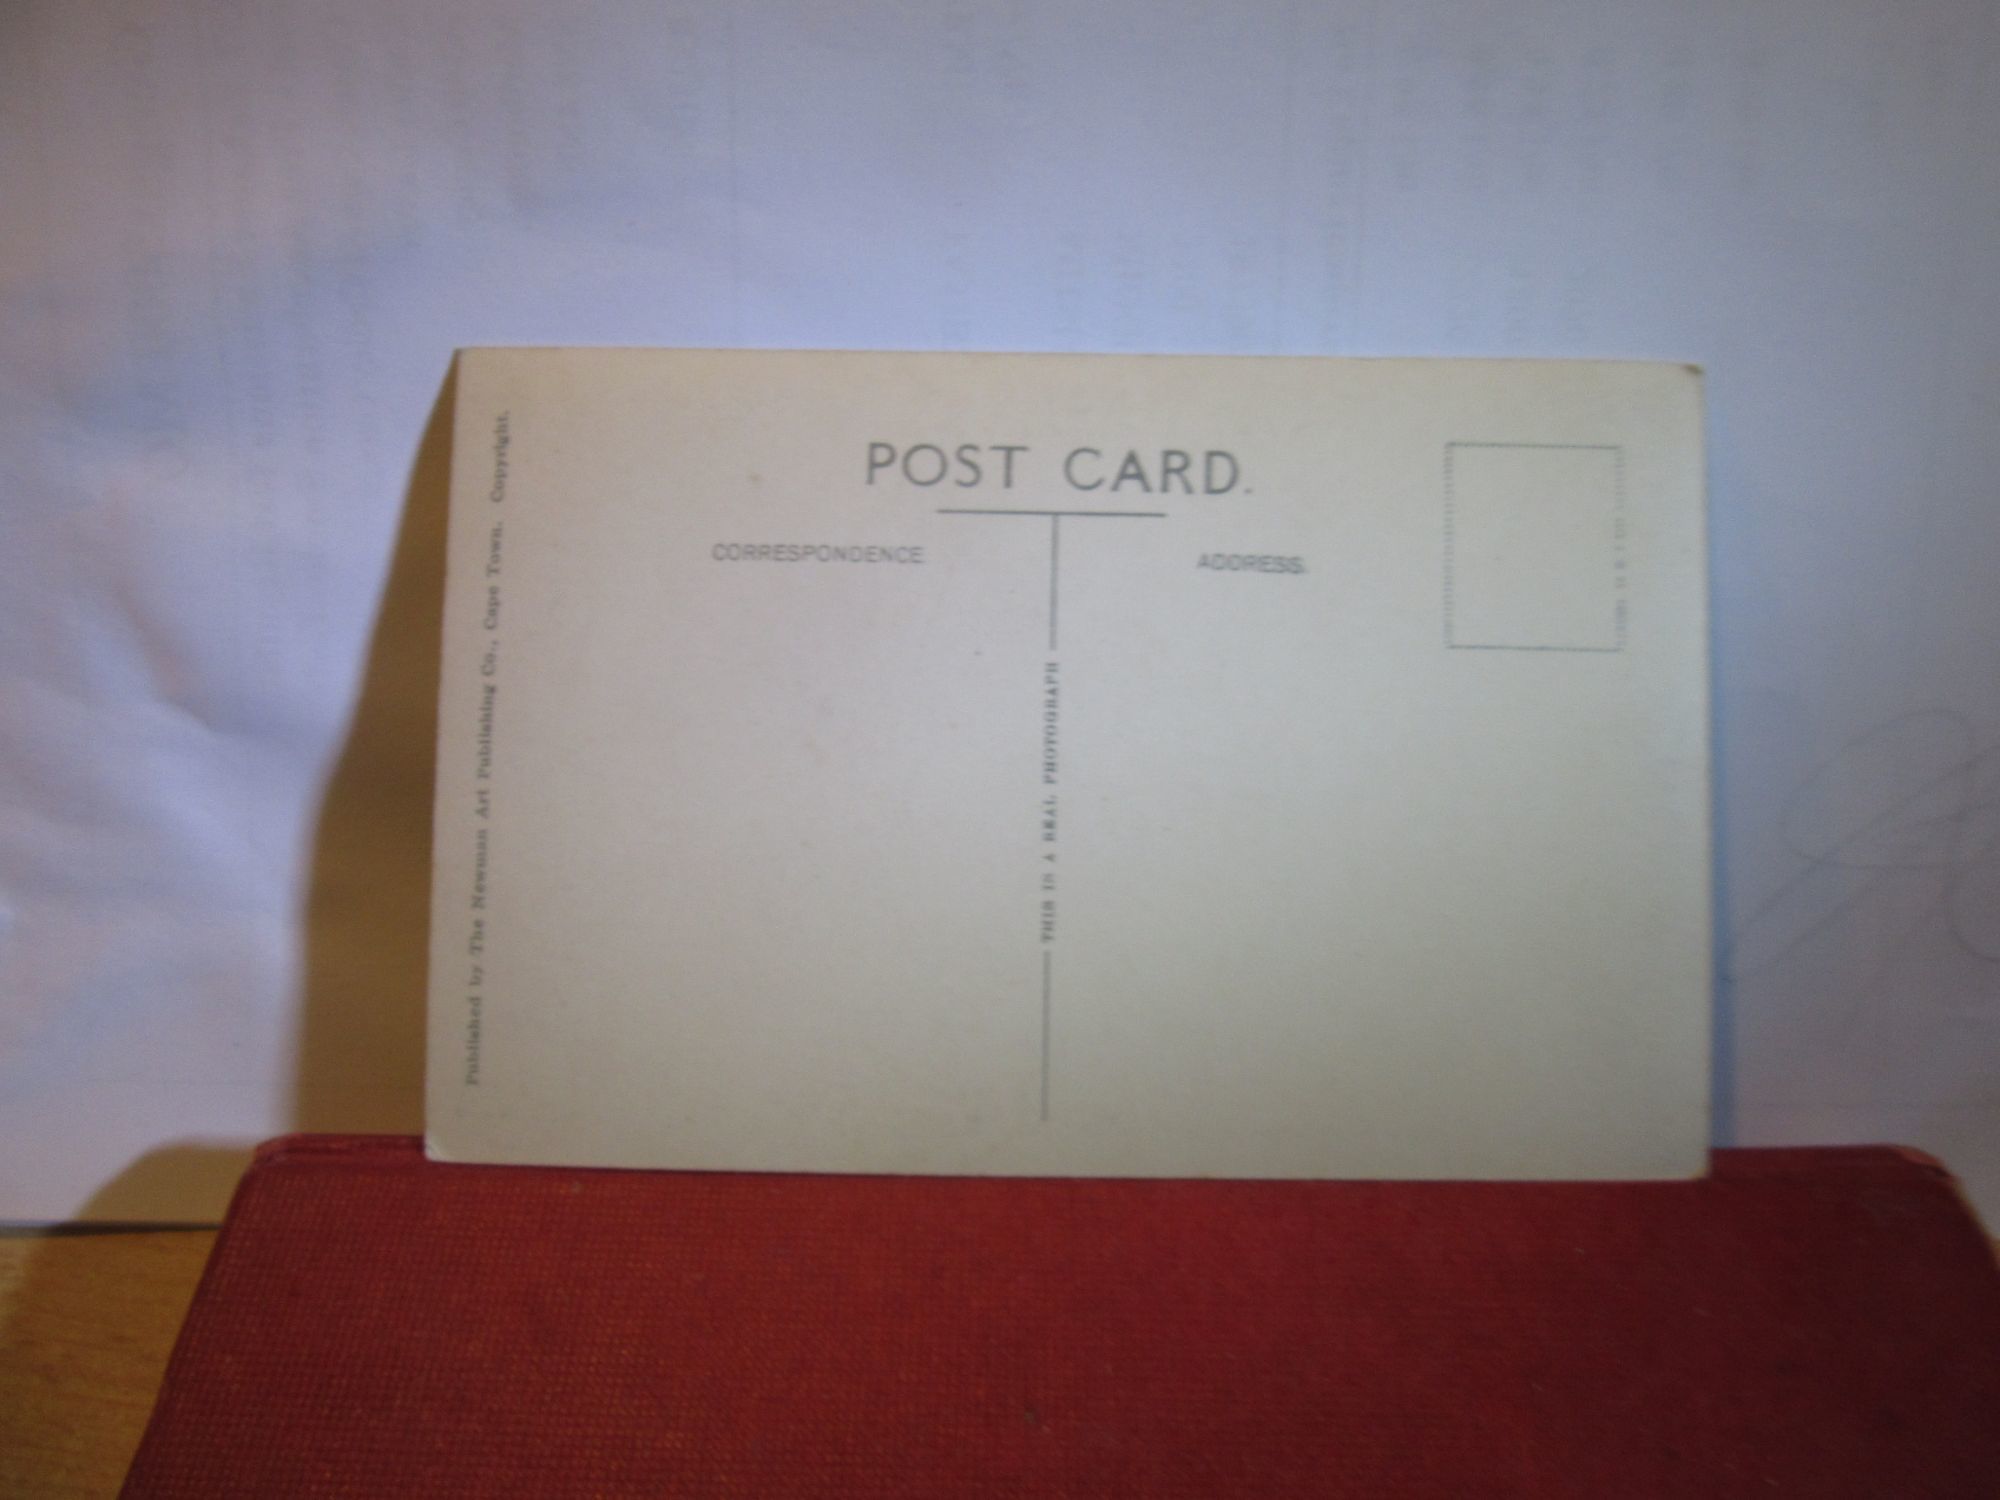 POST CARD.
CORRESPONDENCE
ADDRESS.
THIS IS A REAL PHOTOGRAPH
Published by The Newman Art Publishing Co., Cape Town. Copyright.